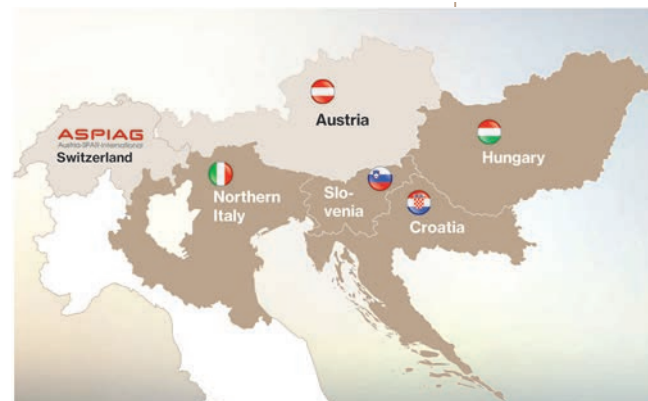 Austria
ASPIAG
Austria-SPAR-International
Switzerland
Hungary
Northern
Italy
Slo-
venia
Croatia